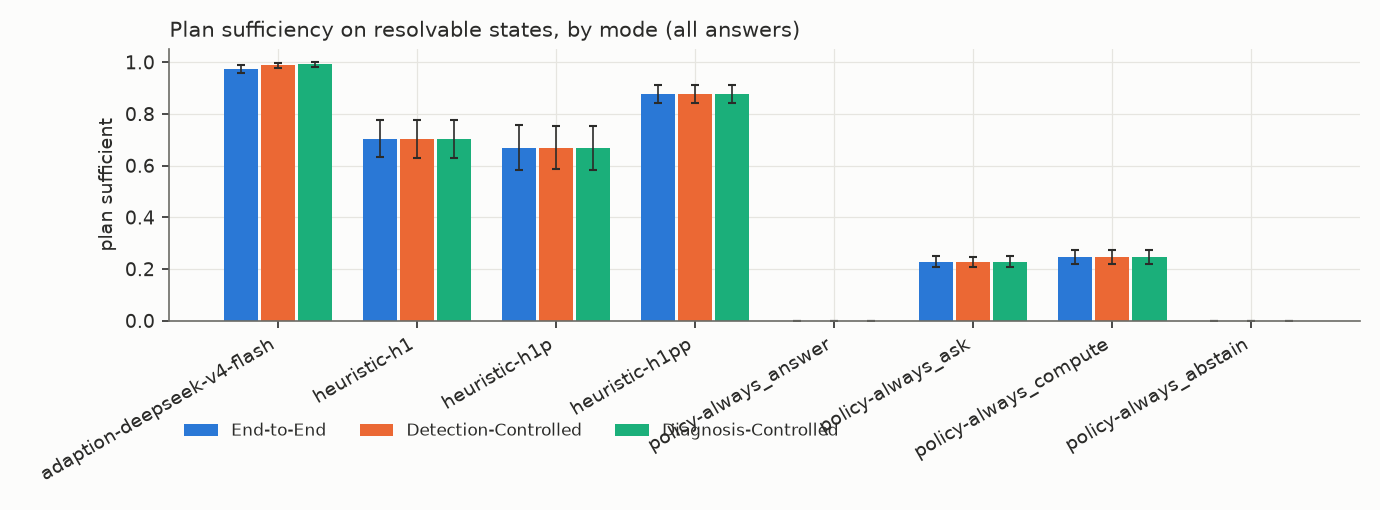 Plan sufficiency on resolvable states, by mode (all answers)
plan sufficient
1.0
0.8
0.6
0.4
0.2
0.0
adaption-deepseek-v4-flash
heuristic-h1
heuristic-h1p
heuristic-h1pp
policy-always_answer
policy-always_ask
policy-always_compute
policy-always_abstain
End-to-End
Detection-Controlled
Diagnosis-Controlled